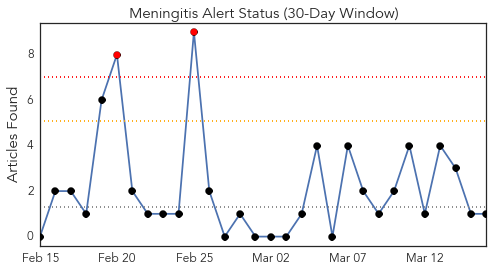 Meningitis Alert Status (30-Day Window)
Articles Found
8
6
4
2
0
Feb 15 Feb 20 Feb 25 Mar 02 Mar 07 Mar 12